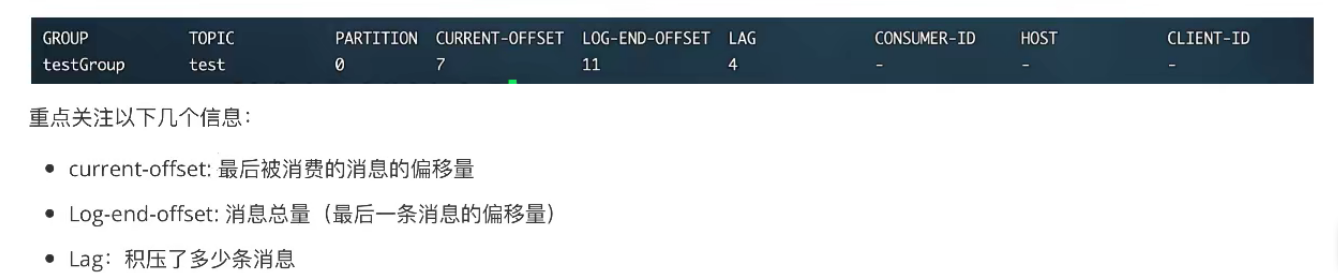 GROUP TOPIC PARTITION CURRENT-OFFSET LOG-END-OFFSET LAG CONSUMER-ID HOST CLIENT-ID
testGroup test 0 7 11 4 - - -
重点关注以下几个信息：
• current-offset: 最后被消费的消息的偏移量
• Log-end-offset: 消息总量（最后一条消息的偏移量）
• Lag：积压了多少条消息